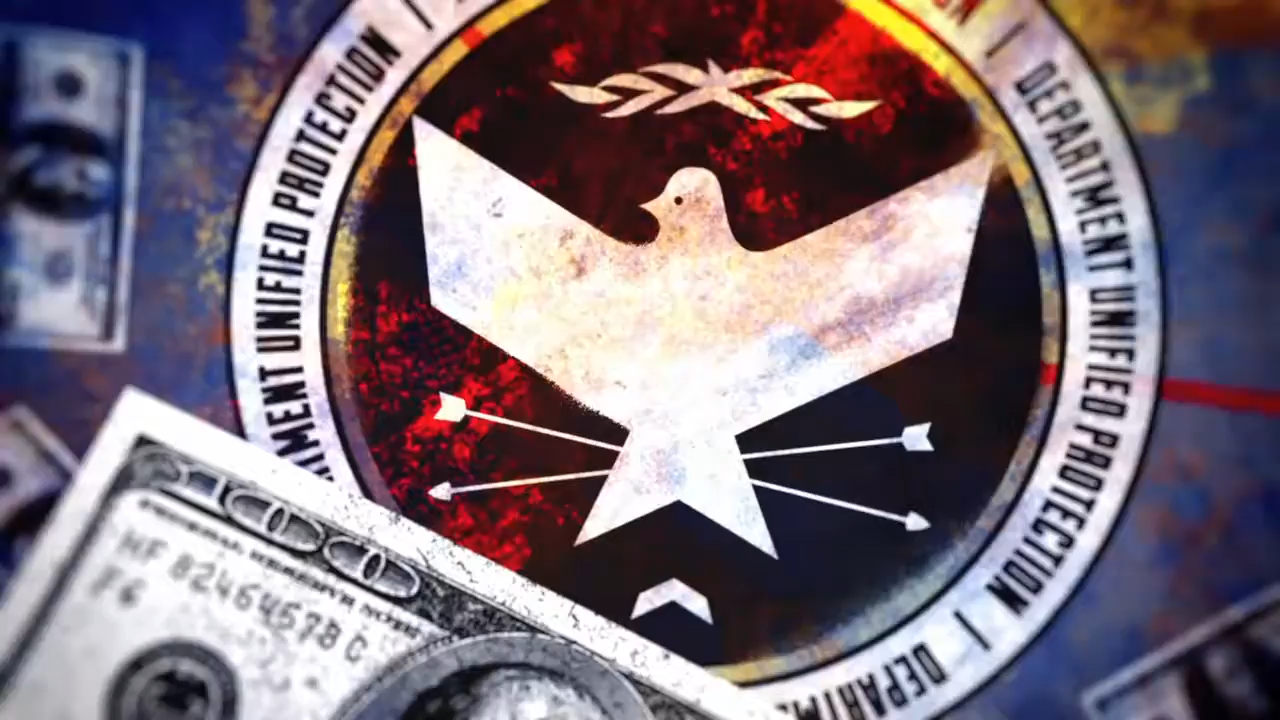 DEPARTMENT UNIFIED PROTECTION |
DEPARTMENT UNIFIED PROTECTION |
100
HF 82464578 C
F6